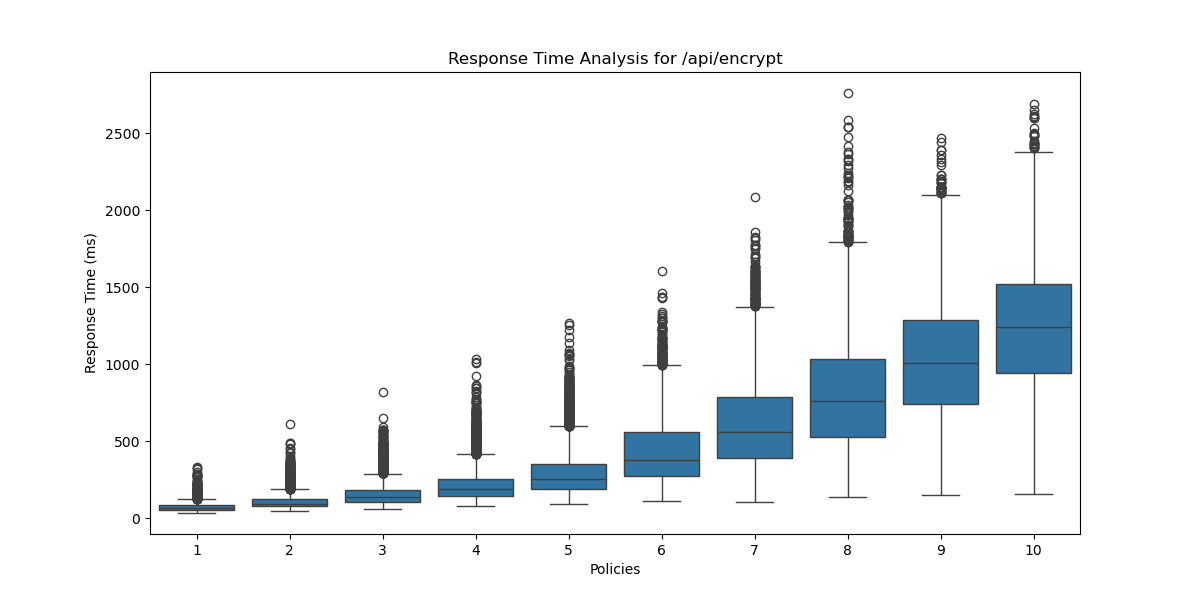 Response Time Analysis for /api/encrypt
Response Time (ms)
2500
2000
1500
1000
500
0
1 2 3 4 5 6 7 8 9 10
Policies